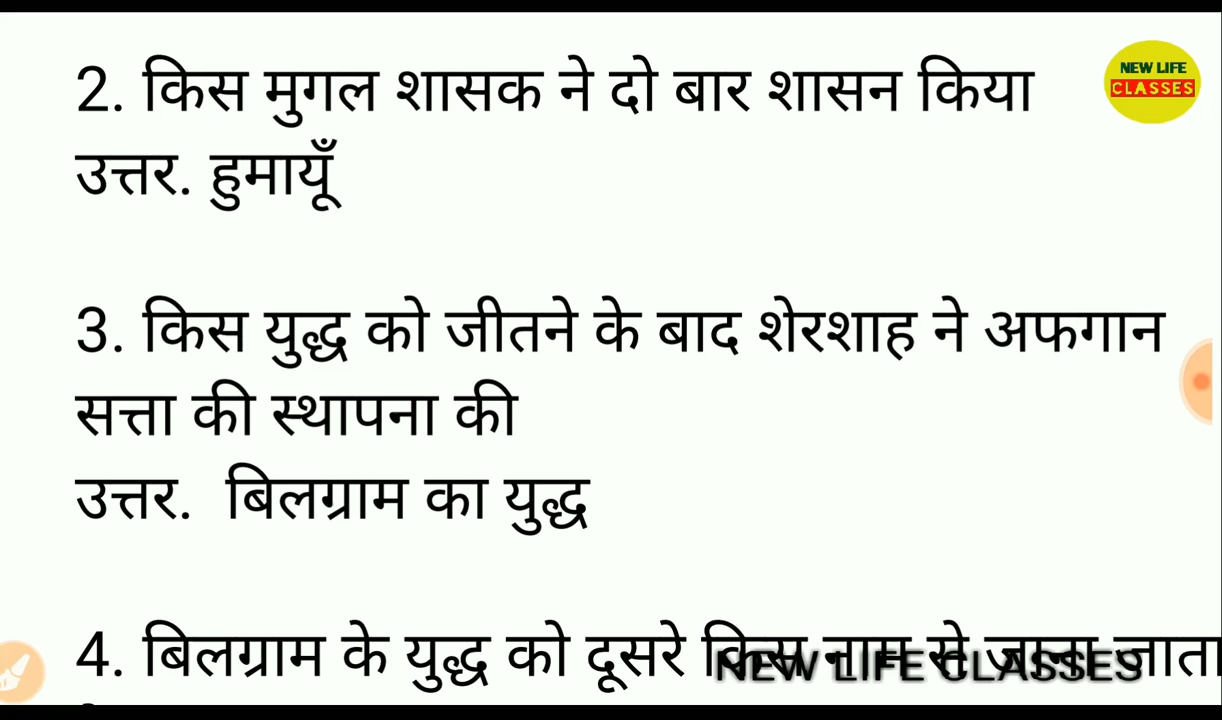 2. किस मुगल शासक ने दो बार शासन किया
NEW LIFE
CLASSES
उत्तर. हुमायूँ
3. किस युद्ध को जीतने के बाद शेरशाह ने अफगान
सत्ता की स्थापना की
उत्तर. बिलग्राम का युद्ध
4. बिलग्राम के युद्ध को दूसरे किस नाम से जाना जाता
NEW LIFE CLASSES